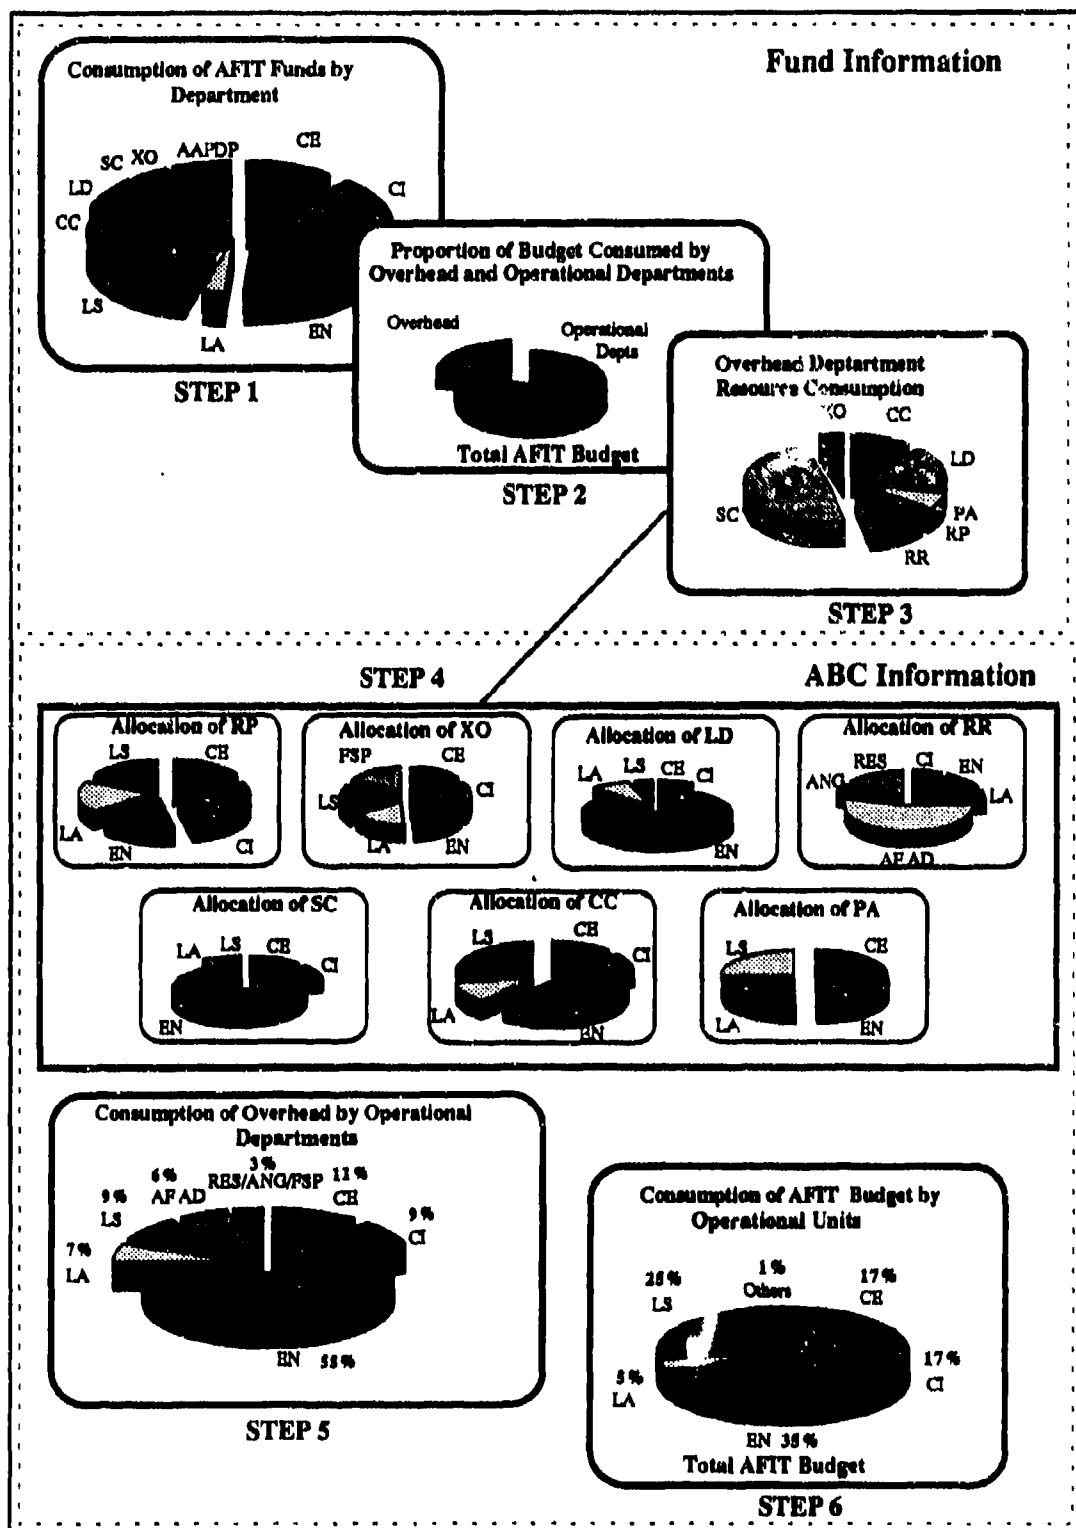 Fund Information
Consumption of AFIT Funds by
Department
SC XO AAPDP CE
LD CI
CC
LS
LA EN
STEP 1
Proportion of Budget Consumed by
Overhead and Operational Departments
Overhead Operational
Depts
Total AFIT Budget
STEP 2
Overhead Deptartment
Resource Consumption
XO CC
LD
SC PA
RP
RR
STEP 3
STEP 4
ABC Information
Allocation of RP
LS CE
LA CI
EN
Allocation of XO
FSP CE
LS CI
LA EN
Allocation of LD
LA LS CE CI
EN
Allocation of RR
ANG RES CI EN
LA
AF AD
Allocation of SC
LA LS CE
CI
EN
Allocation of CC
LS CE
CI
LA
EN
Allocation of PA
LS CE
LA EN
Consumption of Overhead by Operational
Departments
6% 3% 11%
9% AF AD RES/ANG/FSP CE
LS 9%
CI
7%
LA
EN 55%
STEP 5
Consumption of AFIT Budget by
Operational Units
25% 1% 17%
LS Others CE
5% 17%
LA CI
EN 35%
Total AFIT Budget
STEP 6